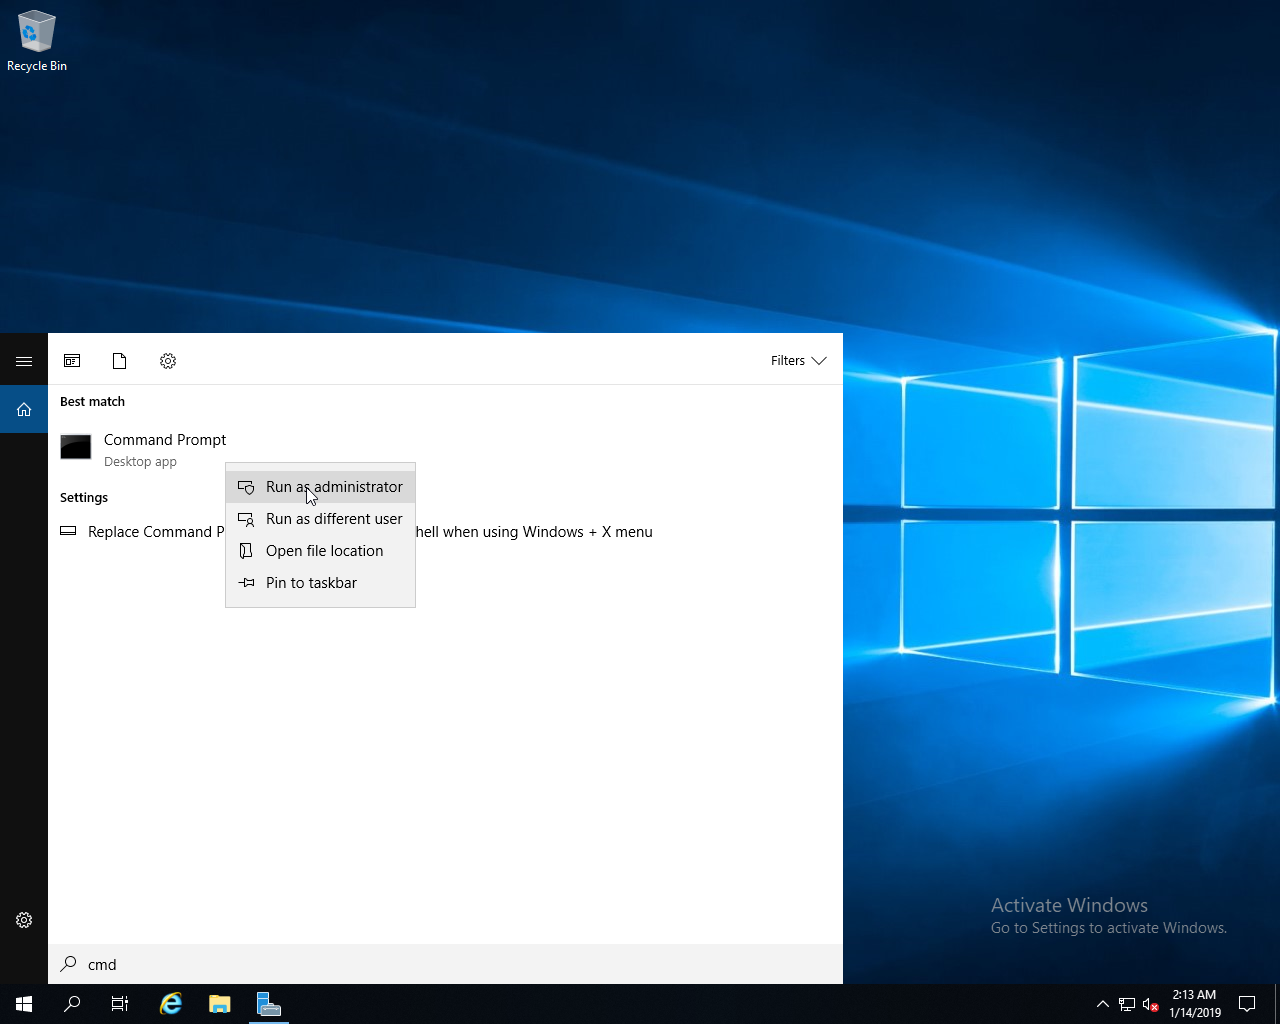 Recycle Bin
Filters
Best match
Command Prompt
Desktop app
Settings
Run as administrator
Run as different user
Replace Command P
hell when using Windows + X menu
Open file location
Pin to taskbar
Activate Windows
Go to Settings to activate Windows.
cmd
2:13 AM
1/14/2019